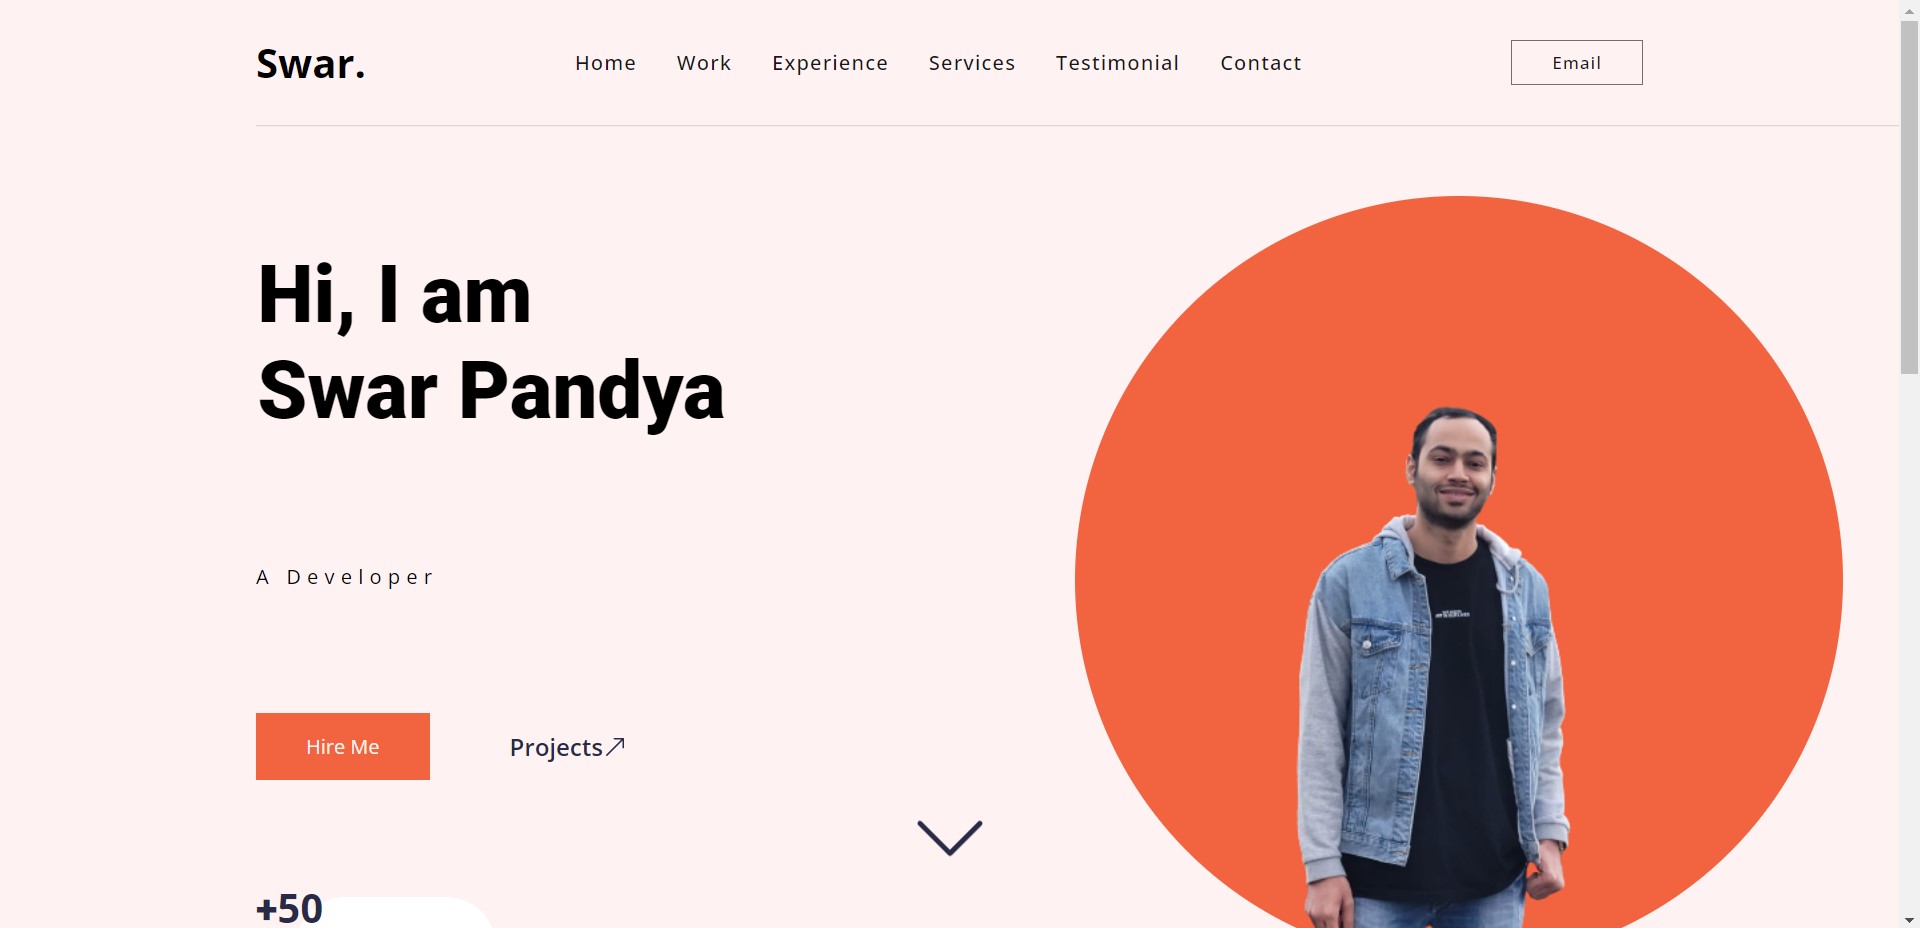 Swar.
Home Work Experience Services Testimonial Contact
Email
Hi, I am
Swar Pandya
A Developer
Hire Me
Projects
+50